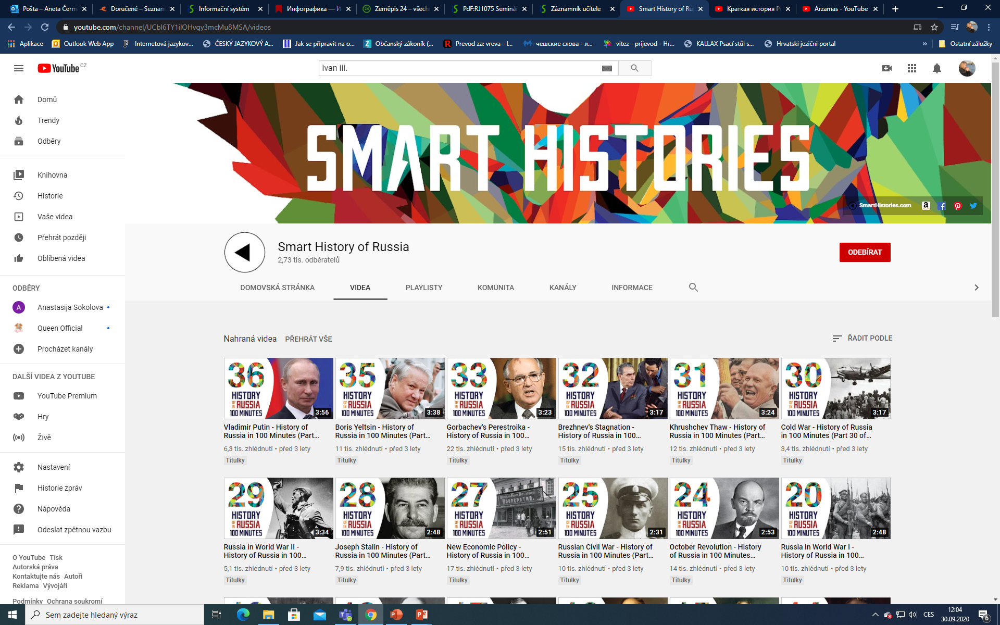 Pošta – Aneta Čerm
Doručené – Seznam
Informační systém
Инфографика — И
Zeměpis 24 – všech
PdF:RJ1075 Seminář
Záznamník učitele
Smart History of Ru
Краткая история Р
Arzamas - YouTube
youtube.com/channel/UCbI6TY1ilOHvgy3mcMu8MSA/videos
Aplikace
Outlook Web App
Internetová jazykov...
ČESKÝ JAZYKOVÝ A...
Jak se připravit na o...
Občanský zákoník (...
Prevod za: vreva - I...
чешские слова - л...
vitez - prijevod - Hr...
KALLAX Psací stůl s...
Hrvatski jezični portal
»
Ostatní záložky
YouTube CZ
ivan iii.
Domů
Trendy
Odběry
Knihovna
Historie
Vaše videa
Přehrát později
Oblíbená videa
ODBĚRY
A Anastasija Sokolova
Queen Official
Procházet kanály
DALŠÍ VIDEA Z YOUTUBE
YouTube Premium
Hry
Živě
Nastavení
Historie zpráv
Nápověda
Odeslat zpětnou vazbu
O YouTube Tisk
Autorská práva
Kontaktujte nás Autoři
Reklama Vývojáři
Podmínky Ochrana soukromí
SMART HISTORIES
SmartHistories.com
Smart History of Russia
2,73 tis. odběratelů
ODEBÍRAT
DOMOVSKÁ STRÁNKA VIDEA PLAYLISTY KOMUNITA KANÁLY INFORMACE
Nahraná videa PŘEHRÁT VŠE
ŘADIT PODLE
36
HISTORY
OF RUSSIA IN
100 MINUTES
3:56
Vladimir Putin - History of
Russia in 100 Minutes (Part...
6,3 tis. zhlédnutí • před 3 lety
Titulky
35
HISTORY
OF RUSSIA IN
100 MINUTES
3:38
Boris Yeltsin - History of
Russia in 100 Minutes (Part...
11 tis. zhlédnutí • před 3 lety
Titulky
33
HISTORY
OF RUSSIA IN
100 MINUTES
3:23
Gorbachev's Perestroika -
History of Russia in 100...
22 tis. zhlédnutí • před 3 lety
Titulky
32
HISTORY
OF RUSSIA IN
100 MINUTES
3:17
Brezhnev's Stagnation -
History of Russia in 100...
15 tis. zhlédnutí • před 3 lety
Titulky
31
HISTORY
OF RUSSIA IN
100 MINUTES
3:24
Khrushchev Thaw - History of
Russia in 100 Minutes (Part...
12 tis. zhlédnutí • před 3 lety
Titulky
30
HISTORY
OF RUSSIA IN
100 MINUTES
3:17
Cold War - History of Russia
in 100 Minutes (Part 30 of...
3,4 tis. zhlédnutí • před 3 lety
Titulky
29
HISTORY
OF RUSSIA IN
100 MINUTES
3:34
Russia in World War II -
History of Russia in 100...
5,1 tis. zhlédnutí • před 3 lety
Titulky
28
HISTORY
OF RUSSIA IN
100 MINUTES
2:48
Joseph Stalin - History of
Russia in 100 Minutes (Part...
7,9 tis. zhlédnutí • před 3 lety
Titulky
27
HISTORY
OF RUSSIA IN
100 MINUTES
2:51
New Economic Policy -
History of Russia in 100...
17 tis. zhlédnutí • před 3 lety
Titulky
25
HISTORY
OF RUSSIA IN
100 MINUTES
2:31
Russian Civil War - History of
Russia in 100 Minutes (Part...
10 tis. zhlédnutí • před 3 lety
Titulky
24
HISTORY
OF RUSSIA IN
100 MINUTES
2:53
October Revolution - History
of Russia in 100 Minutes...
14 tis. zhlédnutí • před 3 lety
Titulky
20
HISTORY
OF RUSSIA IN
100 MINUTES
2:48
Russia in World War I -
History of Russia in 100...
10 tis. zhlédnutí • před 3 lety
Titulky
Sem zadejte hledaný výraz
CES
12:04
30.09.2020
6